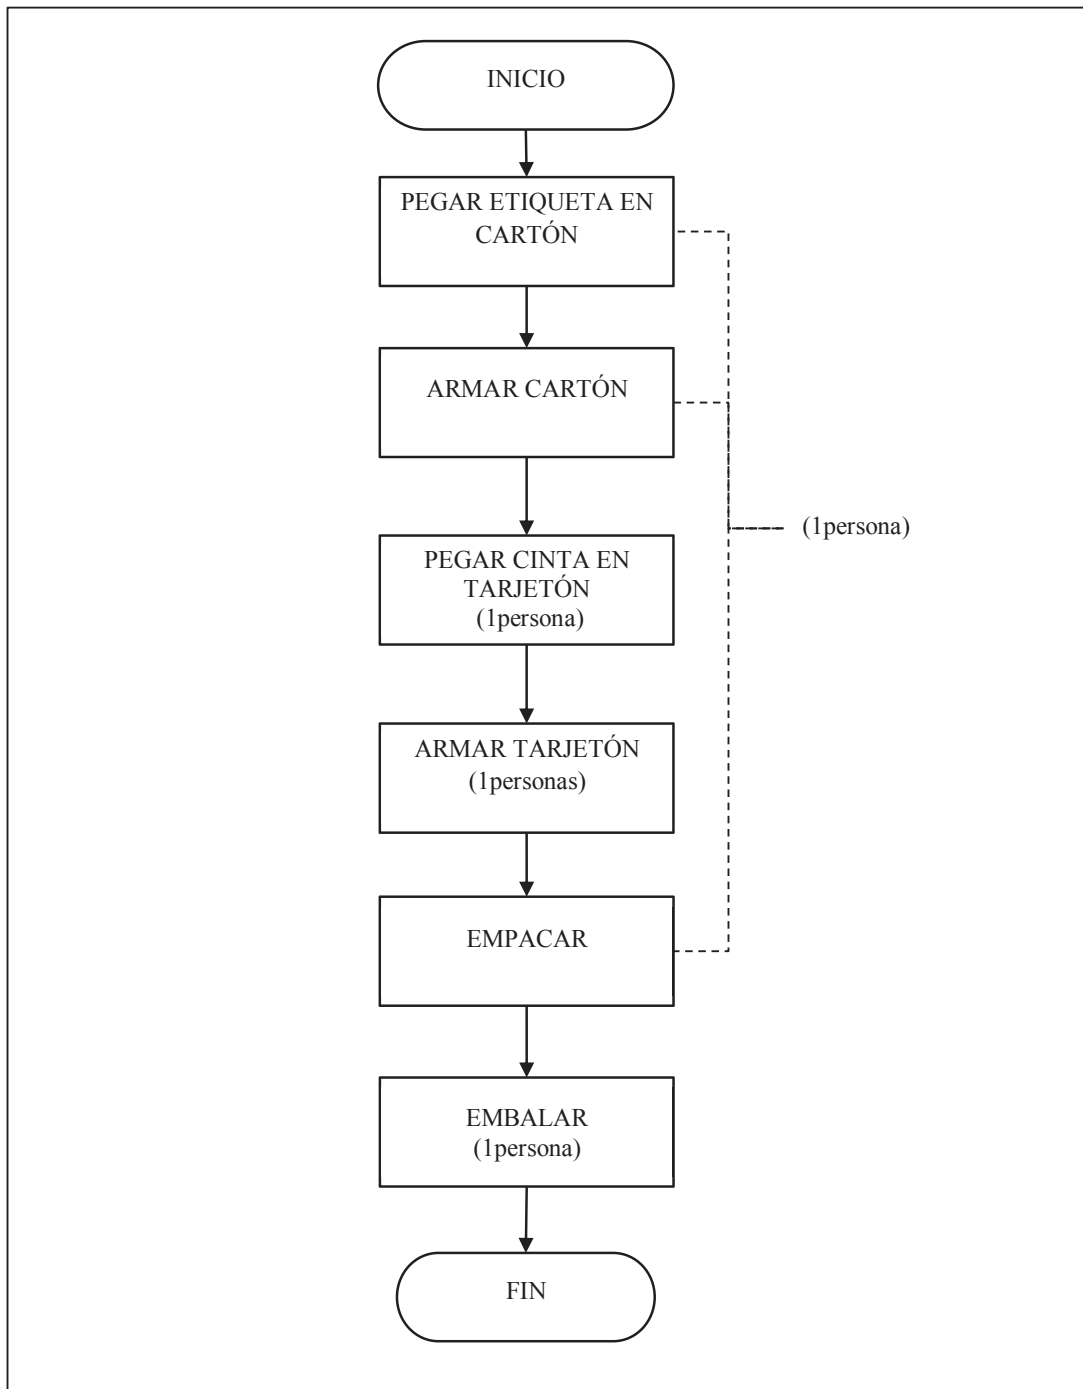 INICIO
PEGAR ETIQUETA EN
CARTÓN
ARMAR CARTÓN
(1persona)
PEGAR CINTA EN
TARJETÓN
(1persona)
ARMAR TARJETÓN
(1personas)
EMPACAR
EMBALAR
(1persona)
FIN